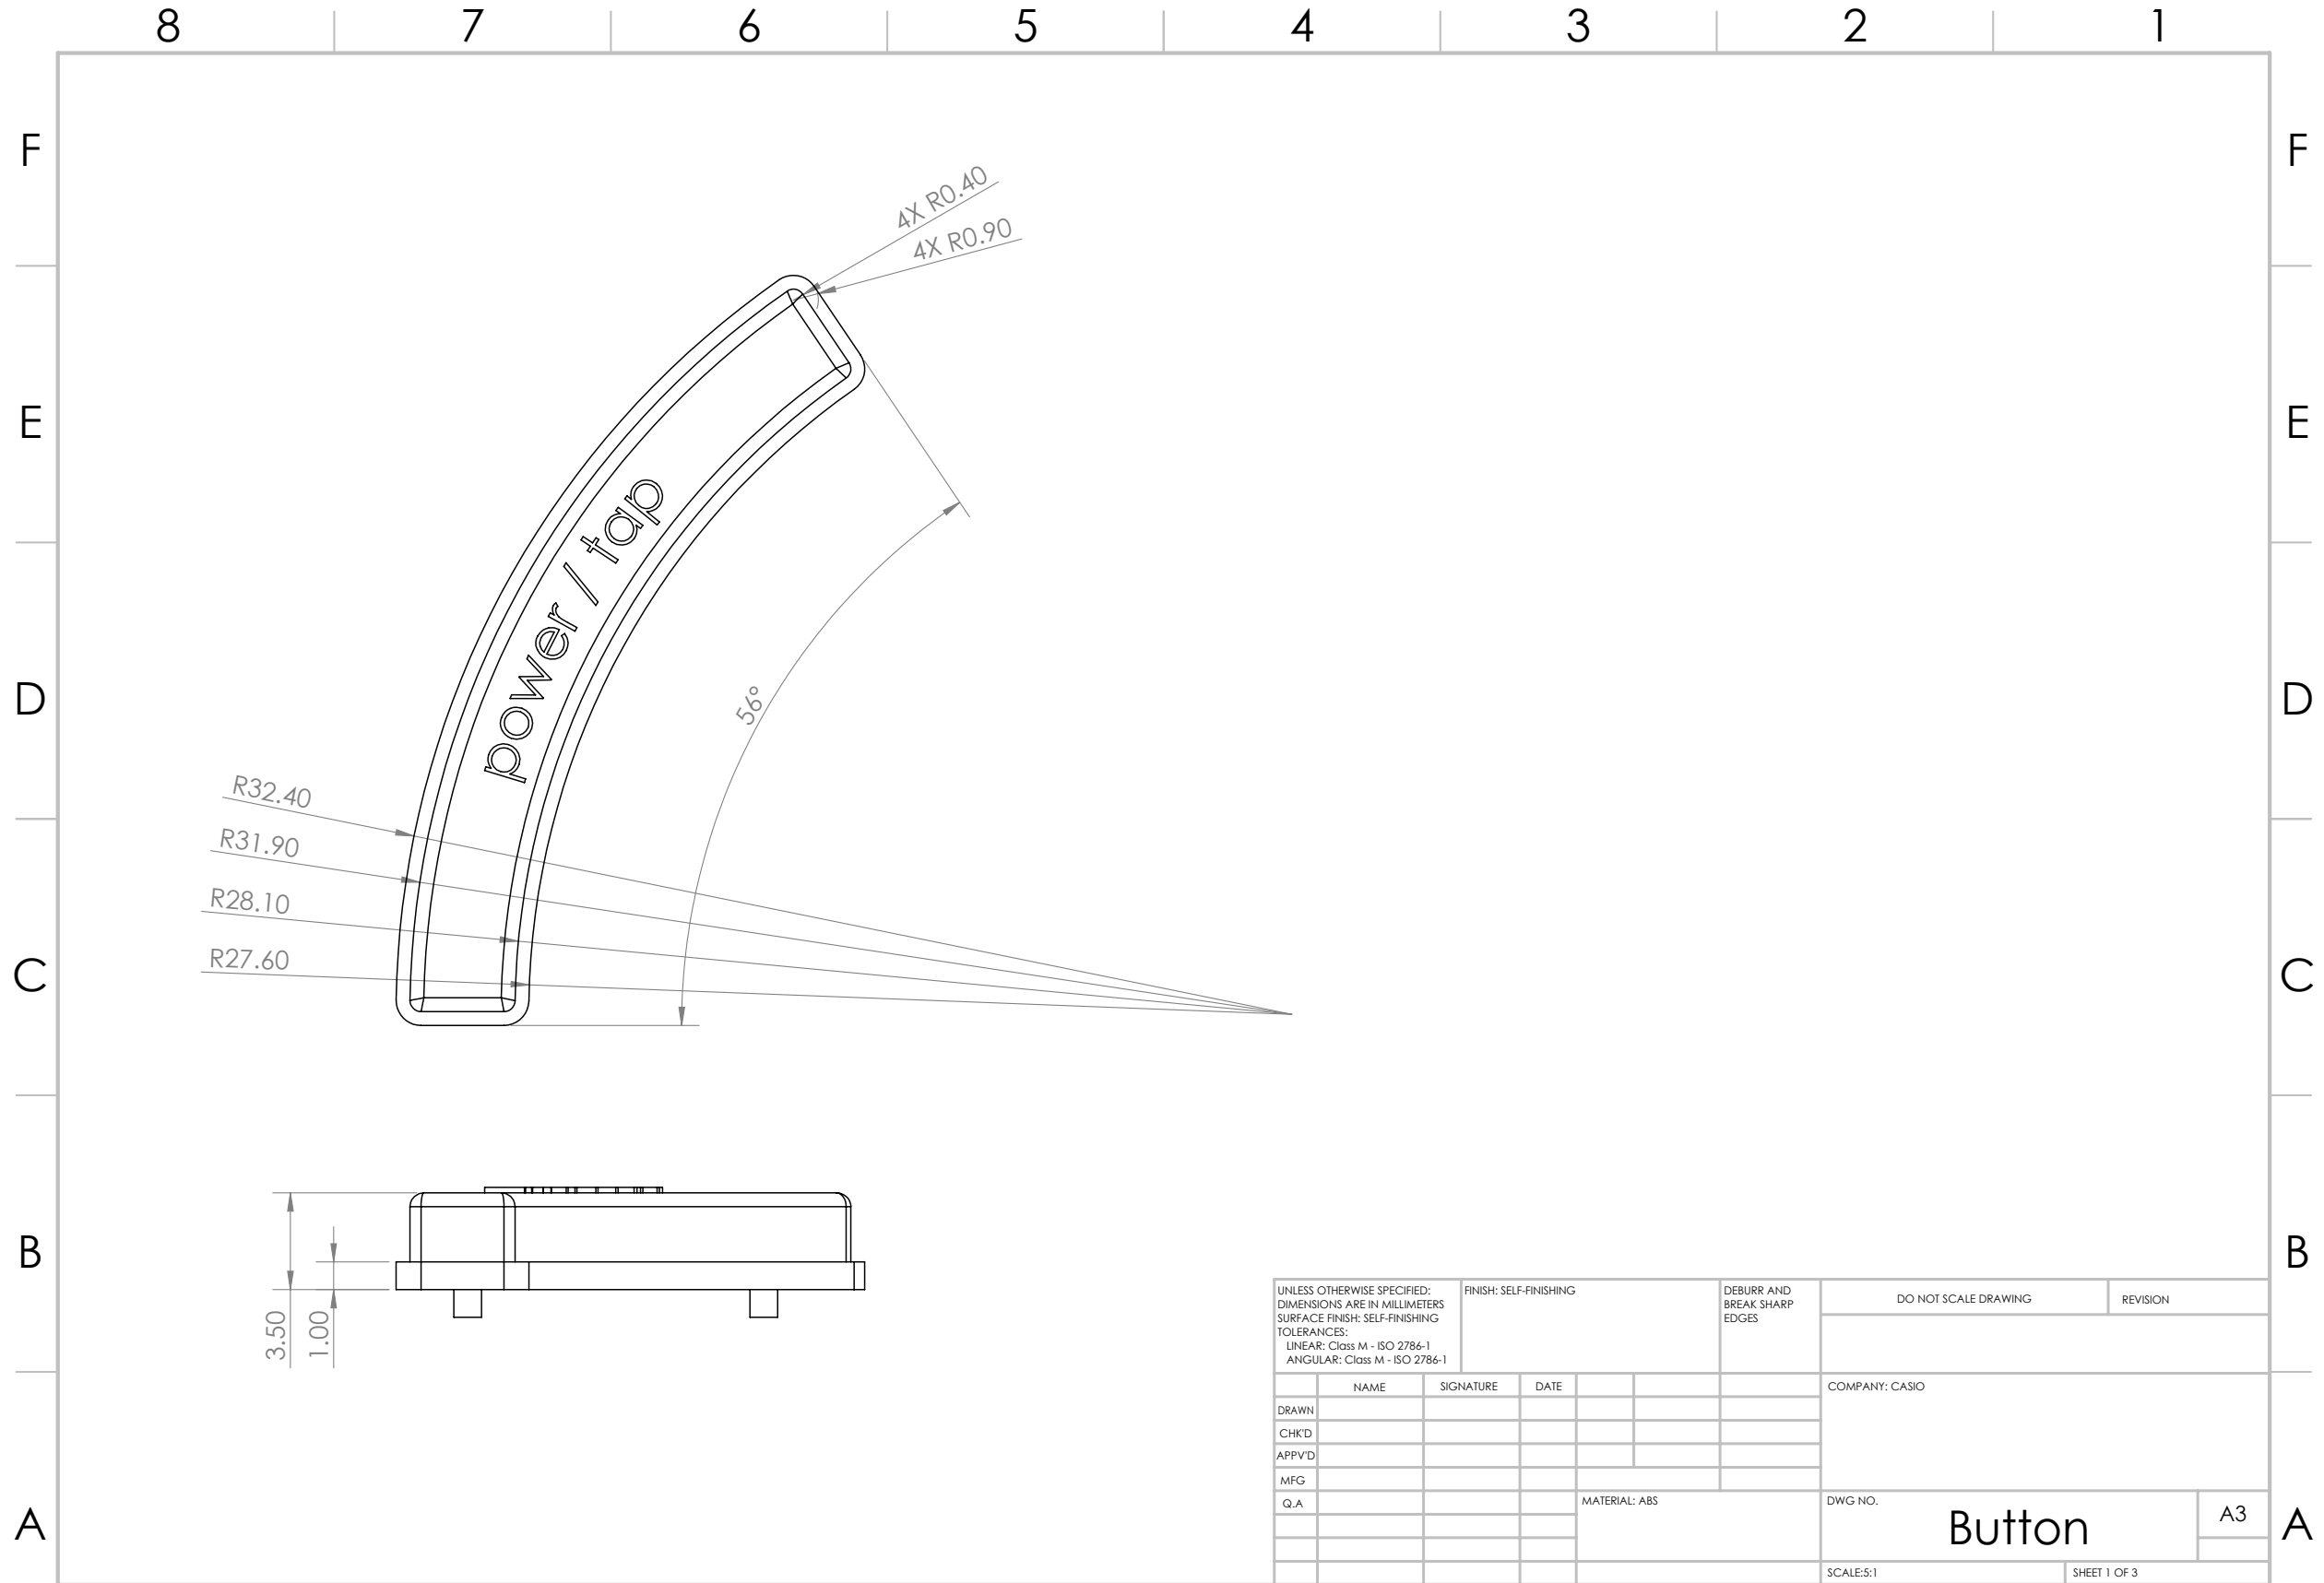 8 7 6 5 4 3 2 1
F F
4X R0.40
4X R0.90
E E
power / tap
D D
56°
R32.40
R31.90
R28.10
R27.60
C C
B B
3.50
1.00
UNLESS OTHERWISE SPECIFIED:
DIMENSIONS ARE IN MILLIMETERS
SURFACE FINISH: SELF-FINISHING
TOLERANCES:
LINEAR: Class M - ISO 2786-1
ANGULAR: Class M - ISO 2786-1
FINISH: SELF-FINISHING
DEBURR AND
BREAK SHARP
EDGES
DO NOT SCALE DRAWING
REVISION
NAME SIGNATURE DATE
COMPANY: CASIO
DRAWN
CHK'D
APPV'D
MFG
Q.A
MATERIAL: ABS
DWG NO.
Button
A3
A A
SCALE:5:1
SHEET 1 OF 3